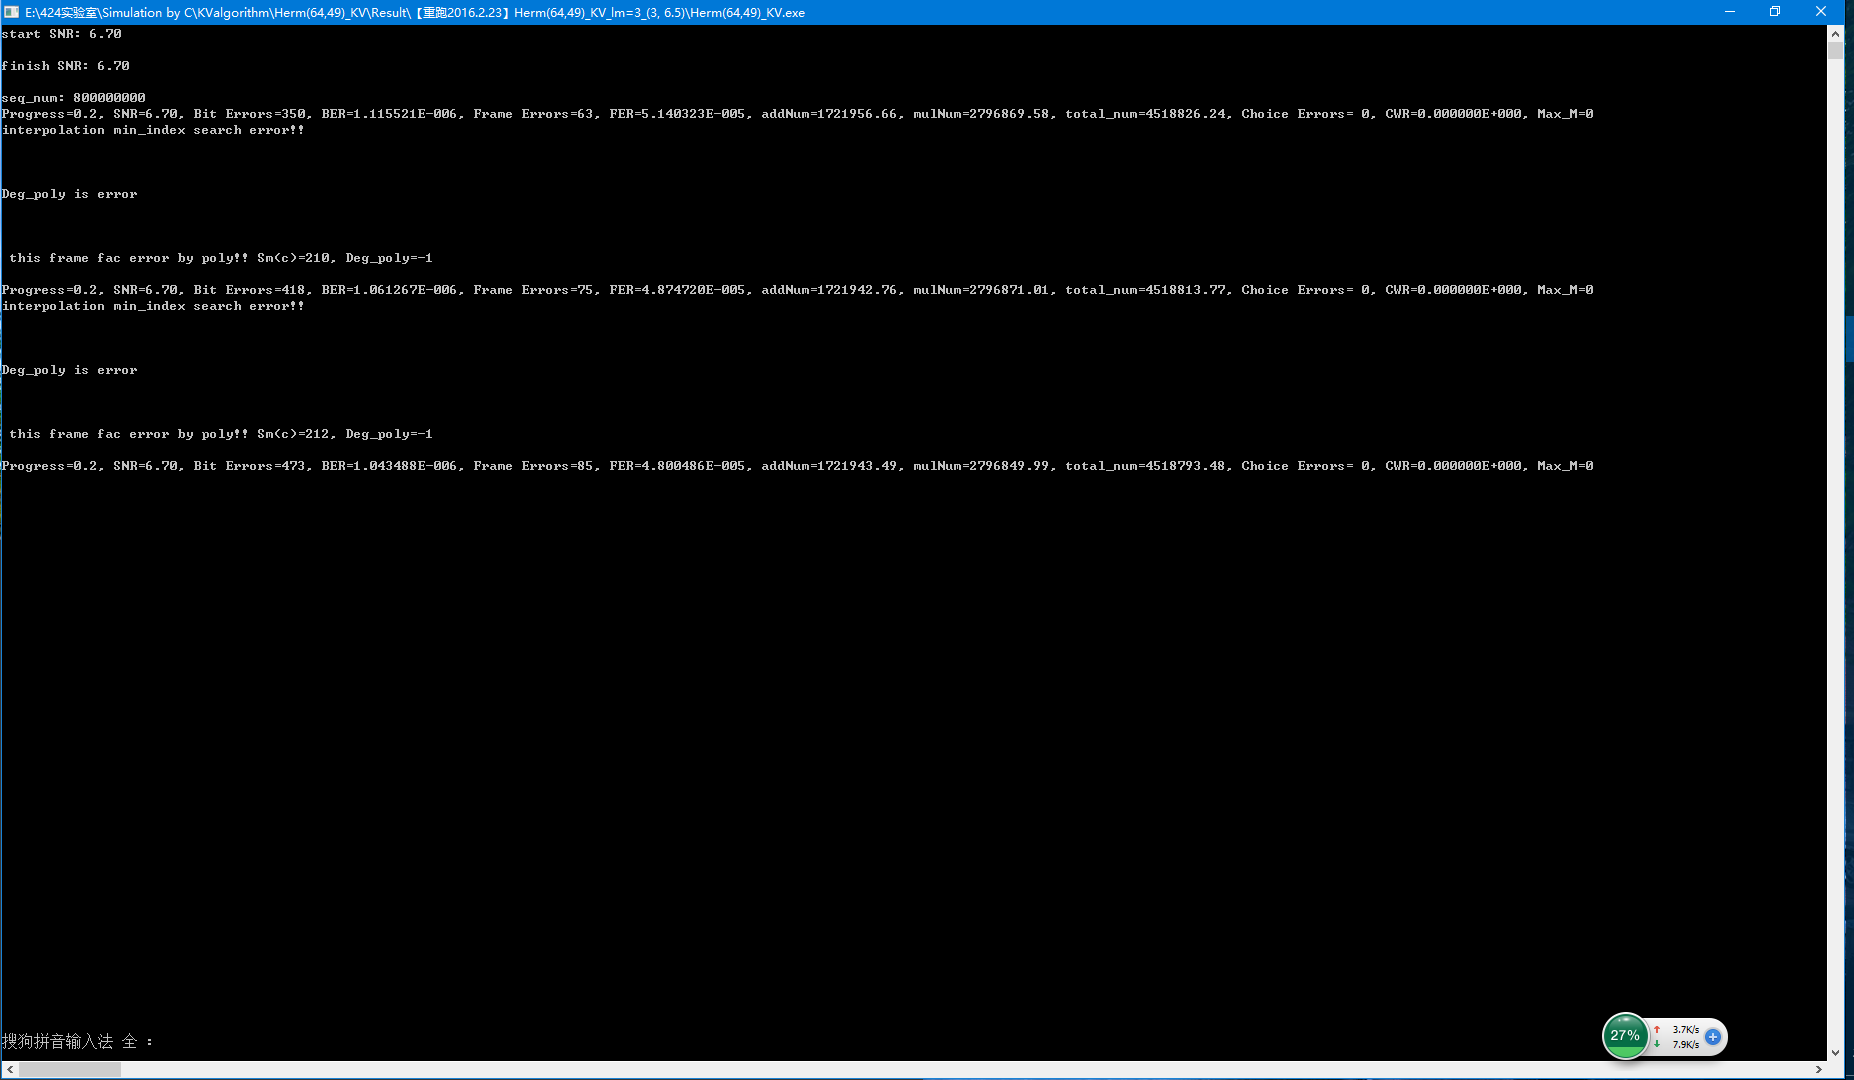 E:\424实验室\Simulation by C\KValgorithm\Herm(64,49)_KV\Result\【重跑2016.2.23】Herm(64,49)_KV_lm=3_(3, 6.5)\Herm(64,49)_KV.exe
start SNR: 6.70
finish SNR: 6.70
seq_num: 800000000
Progress=0.2, SNR=6.70, Bit Errors=350, BER=1.115521E-006, Frame Errors=63, FER=5.140323E-005, addNum=1721956.66, mulNum=2796869.58, total_num=4518826.24, Choice Errors= 0, CWR=0.000000E+000, Max_M=0
interpolation min_index search error!!
Deg_poly is error
this frame fac error by poly!! Sm(c)=210, Deg_poly=-1
Progress=0.2, SNR=6.70, Bit Errors=418, BER=1.061267E-006, Frame Errors=75, FER=4.874720E-005, addNum=1721942.76, mulNum=2796871.01, total_num=4518813.77, Choice Errors= 0, CWR=0.000000E+000, Max_M=0
interpolation min_index search error!!
Deg_poly is error
this frame fac error by poly!! Sm(c)=212, Deg_poly=-1
Progress=0.2, SNR=6.70, Bit Errors=473, BER=1.043488E-006, Frame Errors=85, FER=4.800486E-005, addNum=1721943.49, mulNum=2796849.99, total_num=4518793.48, Choice Errors= 0, CWR=0.000000E+000, Max_M=0
27%
3.7K/s
7.9K/s
搜狗拼音输入法 全 :